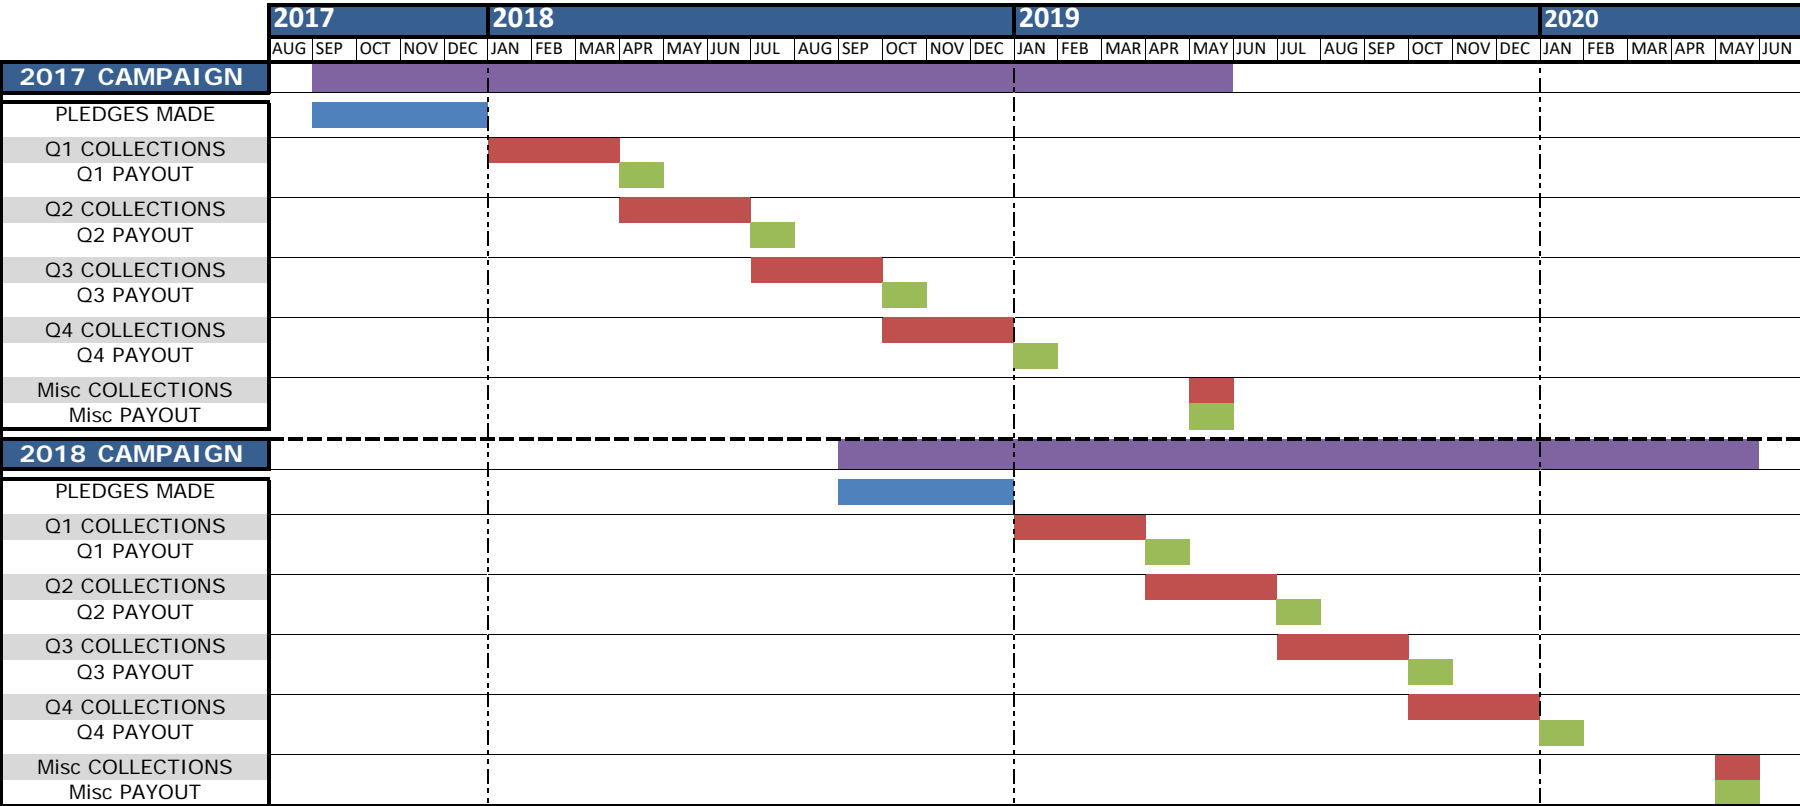 2017 2018 2019 2020
AUG SEP OCT NOV DEC JAN FEB MAR APR MAY JUN JUL AUG SEP OCT NOV DEC JAN FEB MAR APR MAY JUN JUL AUG SEP OCT NOV DEC JAN FEB MAR APR MAY JUN
2017 CAMPAIGN
PLEDGES MADE
Q1 COLLECTIONS
Q1 PAYOUT
Q2 COLLECTIONS
Q2 PAYOUT
Q3 COLLECTIONS
Q3 PAYOUT
Q4 COLLECTIONS
Q4 PAYOUT
Misc COLLECTIONS
Misc PAYOUT
2018 CAMPAIGN
PLEDGES MADE
Q1 COLLECTIONS
Q1 PAYOUT
Q2 COLLECTIONS
Q2 PAYOUT
Q3 COLLECTIONS
Q3 PAYOUT
Q4 COLLECTIONS
Q4 PAYOUT
Misc COLLECTIONS
Misc PAYOUT